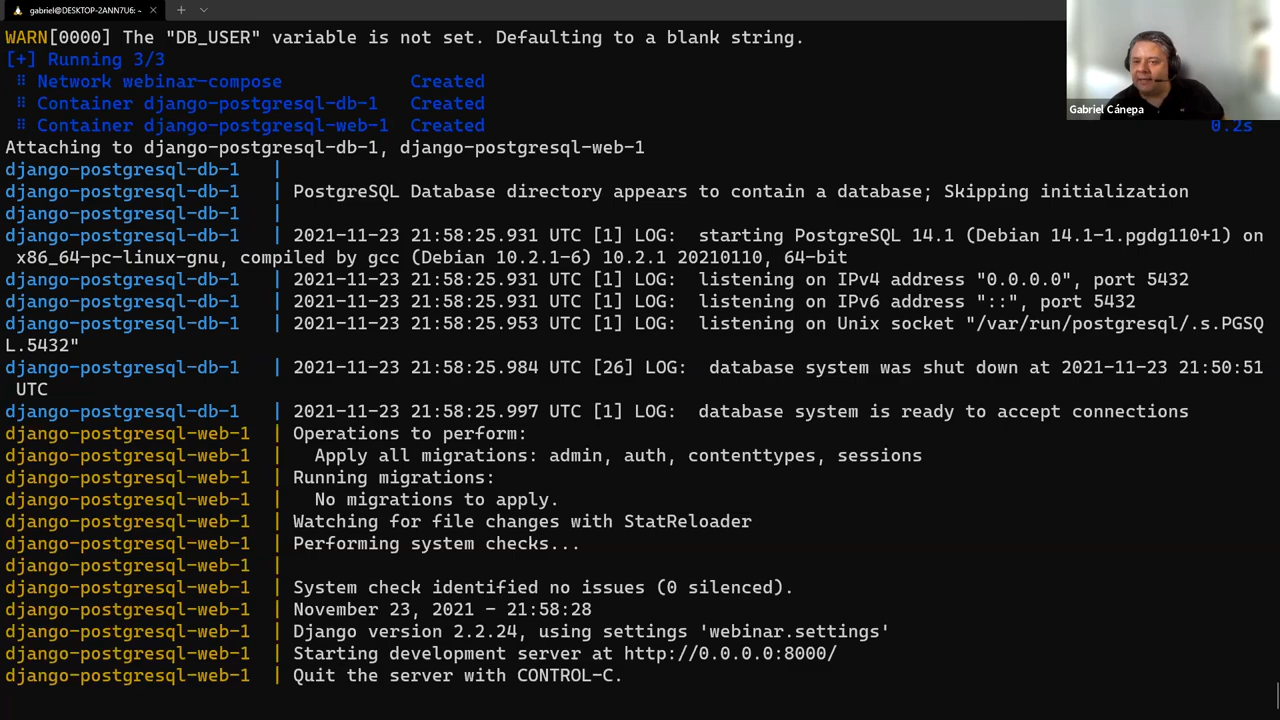 gabriel@DESKTOP-2ANN7U6: ~
WARN[0000] The "DB_USER" variable is not set. Defaulting to a blank string.
[+] Running 3/3
⠿ Network webinar-compose Created
⠿ Container django-postgresql-db-1 Created
⠿ Container django-postgresql-web-1 Created 0.2s
Gabriel Cánepa
Attaching to django-postgresql-db-1, django-postgresql-web-1
django-postgresql-db-1 |
django-postgresql-db-1 | PostgreSQL Database directory appears to contain a database; Skipping initialization
django-postgresql-db-1 |
django-postgresql-db-1 | 2021-11-23 21:58:25.931 UTC [1] LOG: starting PostgreSQL 14.1 (Debian 14.1-1.pgdg110+1) on
x86_64-pc-linux-gnu, compiled by gcc (Debian 10.2.1-6) 10.2.1 20210110, 64-bit
django-postgresql-db-1 | 2021-11-23 21:58:25.931 UTC [1] LOG: listening on IPv4 address "0.0.0.0", port 5432
django-postgresql-db-1 | 2021-11-23 21:58:25.931 UTC [1] LOG: listening on IPv6 address "::", port 5432
django-postgresql-db-1 | 2021-11-23 21:58:25.953 UTC [1] LOG: listening on Unix socket "/var/run/postgresql/.s.PGSQ
L.5432"
django-postgresql-db-1 | 2021-11-23 21:58:25.984 UTC [26] LOG: database system was shut down at 2021-11-23 21:50:51
UTC
django-postgresql-db-1 | 2021-11-23 21:58:25.997 UTC [1] LOG: database system is ready to accept connections
django-postgresql-web-1 | Operations to perform:
django-postgresql-web-1 | Apply all migrations: admin, auth, contenttypes, sessions
django-postgresql-web-1 | Running migrations:
django-postgresql-web-1 | No migrations to apply.
django-postgresql-web-1 | Watching for file changes with StatReloader
django-postgresql-web-1 | Performing system checks...
django-postgresql-web-1 |
django-postgresql-web-1 | System check identified no issues (0 silenced).
django-postgresql-web-1 | November 23, 2021 - 21:58:28
django-postgresql-web-1 | Django version 2.2.24, using settings 'webinar.settings'
django-postgresql-web-1 | Starting development server at http://0.0.0.0:8000/
django-postgresql-web-1 | Quit the server with CONTROL-C.